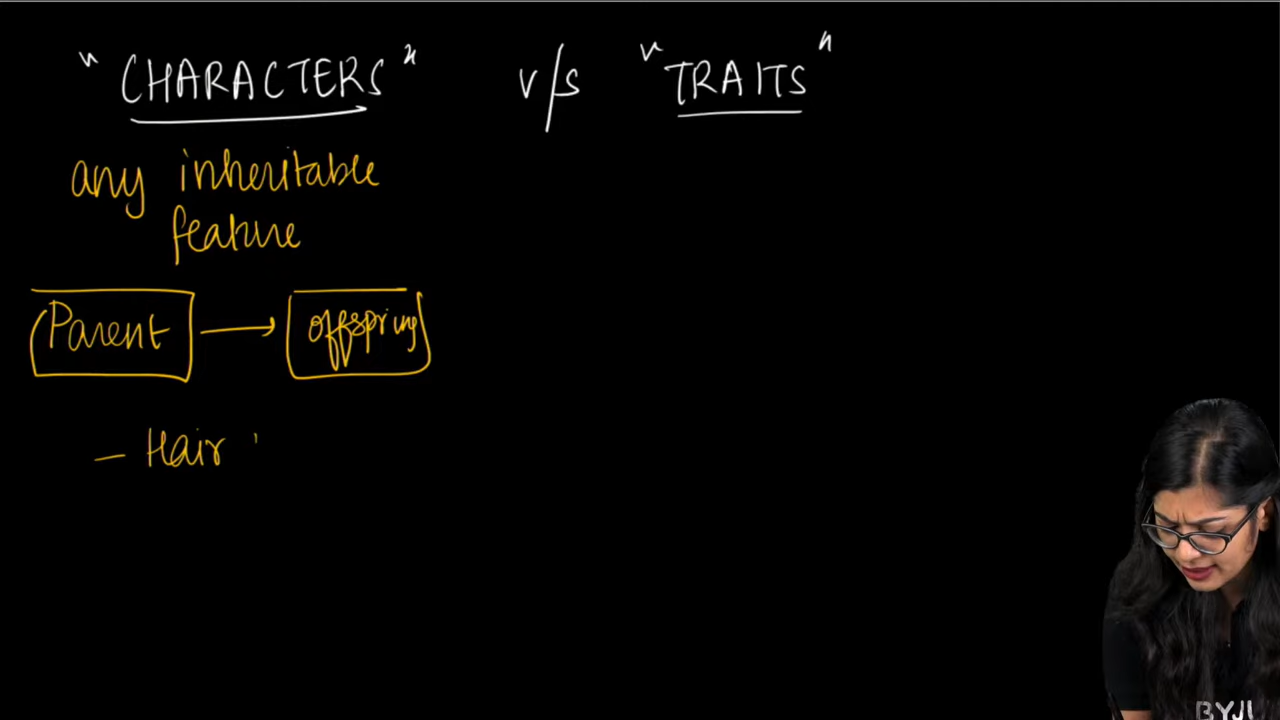 "CHARACTERS" v/s "TRAITS"
any inheritable
feature
Parent → offspring
- Hair